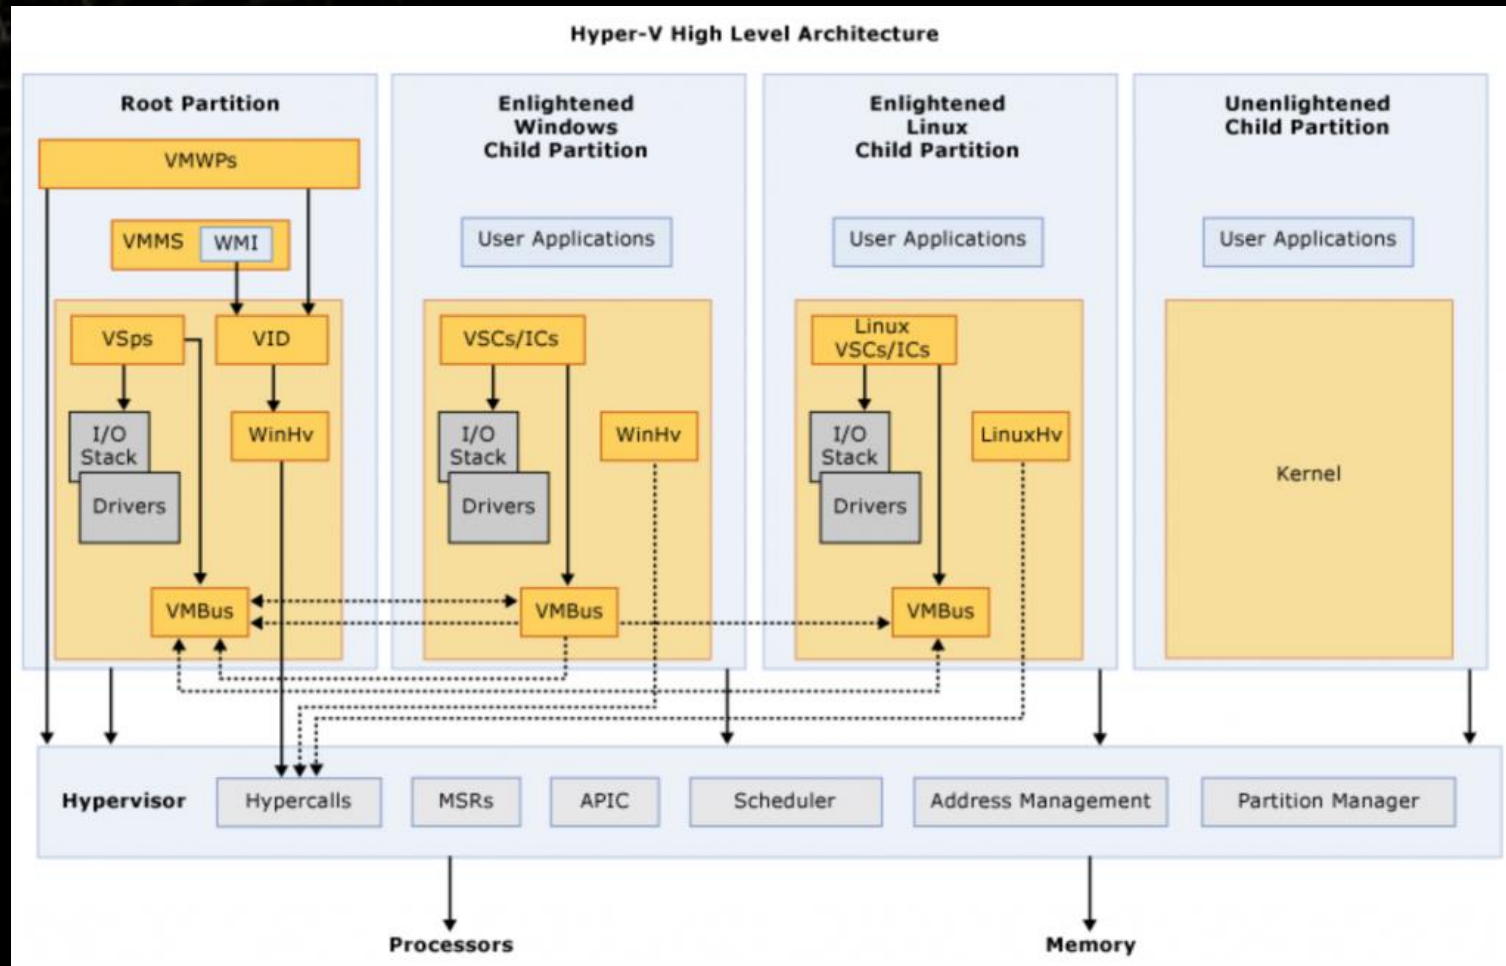 Hyper-V High Level Architecture
Root Partition
VMWPs
VMMS
WMI
VSps
VID
I/O
Stack
Drivers
WinHv
VMBus
Enlightened
Windows
Child Partition
User Applications
VSCs/ICs
I/O
Stack
Drivers
WinHv
VMBus
Enlightened
Linux
Child Partition
User Applications
Linux
VSCs/ICs
I/O
Stack
Drivers
LinuxHv
VMBus
Unenlightened
Child Partition
User Applications
Kernel
Hypervisor
Hypercalls
MSRs
APIC
Scheduler
Address Management
Partition Manager
Processors
Memory